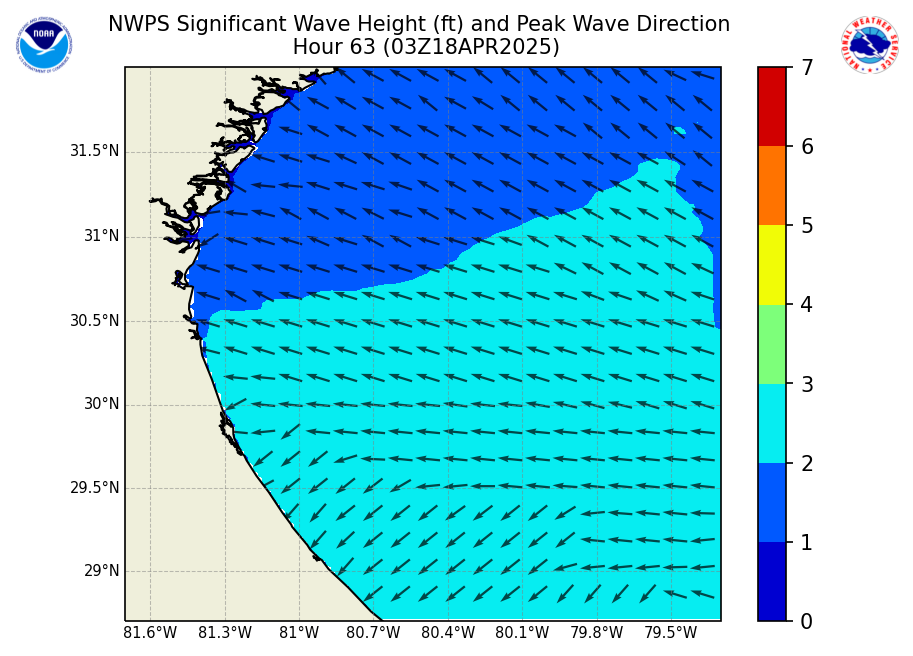 NWPS Significant Wave Height (ft) and Peak Wave Direction
Hour 63 (03Z18APR2025)
NOAA
NATIONAL WEATHER SERVICE
31.5°N
31°N
30.5°N
30°N
29.5°N
29°N
81.6°W 81.3°W 81°W 80.7°W 80.4°W 80.1°W 79.8°W 79.5°W
7
6
5
4
3
2
1
0